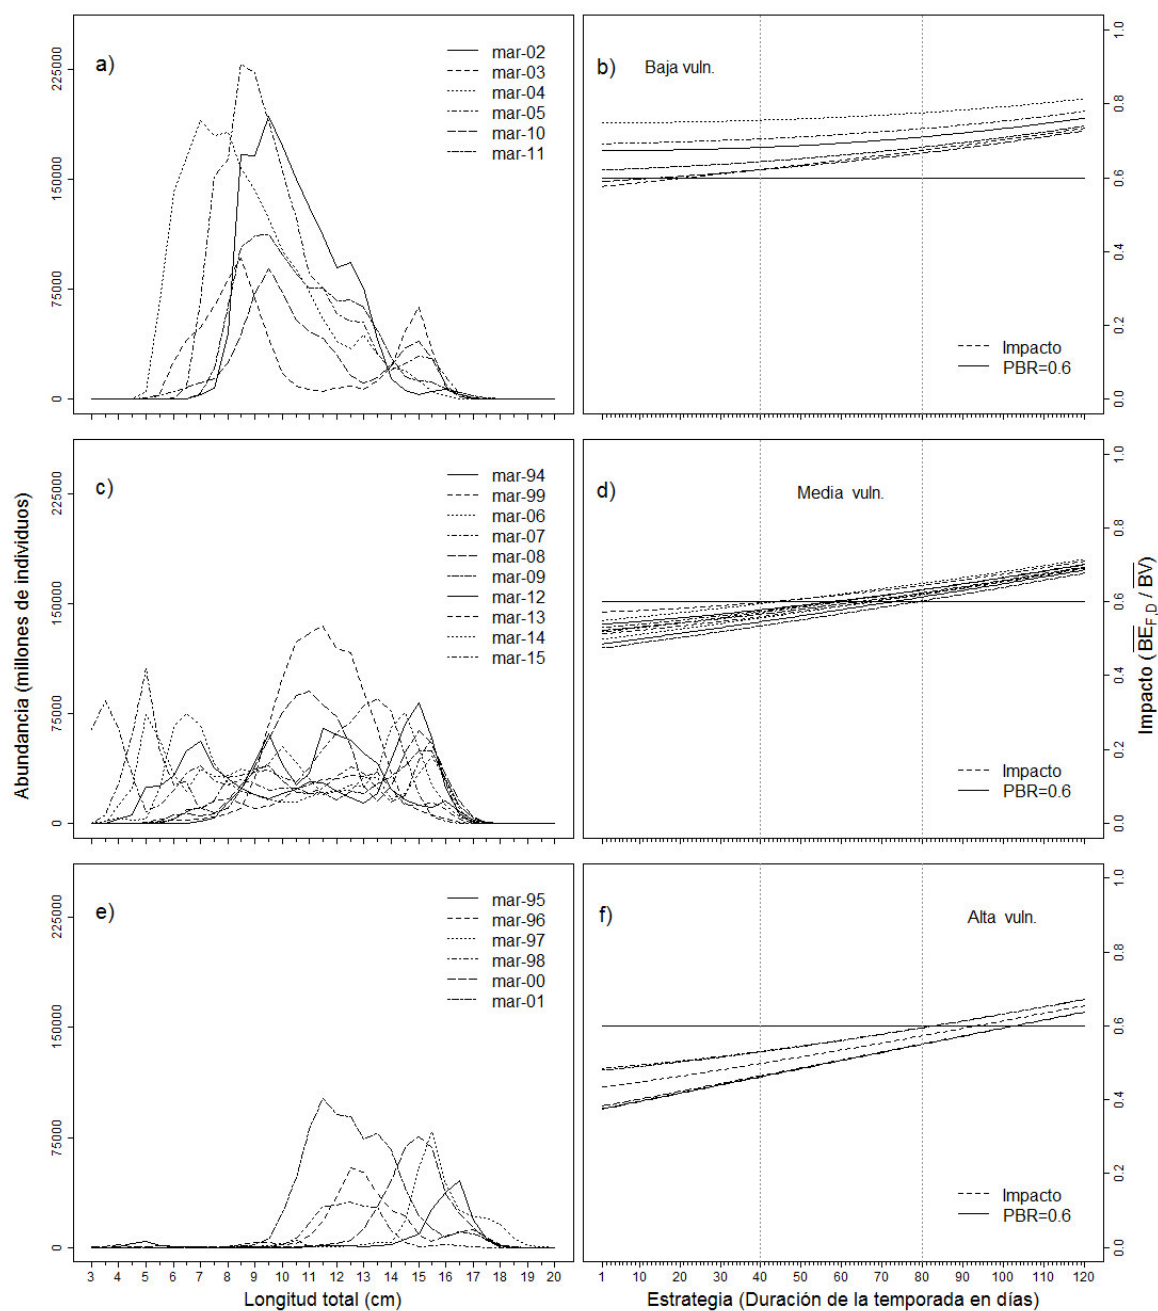 a)
mar-02
mar-03
mar-04
mar-05
mar-10
mar-11
0 75000 150000 225000
b) Baja vuln.
Impacto
PBR=0.6
0.0 0.2 0.4 0.6 0.8 1.0
c)
mar-94
mar-99
mar-06
mar-07
mar-08
mar-09
mar-12
mar-13
mar-14
mar-15
0 75000 150000 225000
Abundancia (millones de individuos)
d) Media vuln.
Impacto
PBR=0.6
0.0 0.2 0.4 0.6 0.8 1.0
Impacto (BE F,D / BV)
e)
mar-95
mar-96
mar-97
mar-98
mar-00
mar-01
0 75000 150000 225000
3 4 5 6 7 8 9 10 11 12 13 14 15 16 17 18 19 20
Longitud total (cm)
f) Alta vuln.
Impacto
PBR=0.6
0.0 0.2 0.4 0.6 0.8 1.0
1 10 20 30 40 50 60 70 80 90 100 110 120
Estrategia (Duración de la temporada en días)